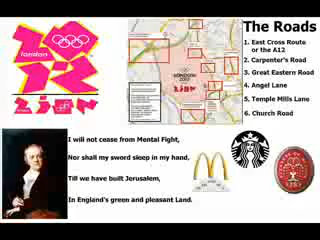 london
The Roads
1. East Cross Route
or the A12
2. Carpenter's Road
3. Great Eastern Road
4. Angel Lane
5. Temple Mills Lane
6. Church Road
LONDON
2012
I will not cease from Mental Fight,
Nor shall my sword sleep in my hand,
Till we have built Jerusalem,
In England's green and pleasant Land.